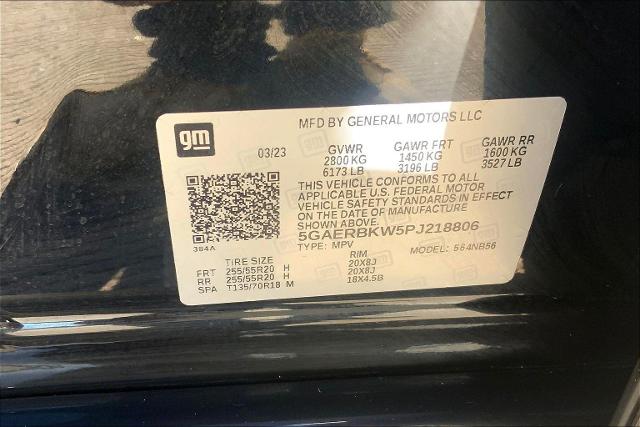 gm
MFD BY GENERAL MOTORS LLC
03/23 GVWR GAWR FRT GAWR RR
2800 KG 1450 KG 1600 KG
6173 LB 3196 LB 3527 LB
THIS VEHICLE CONFORMS TO ALL
APPLICABLE U.S. FEDERAL MOTOR
VEHICLE SAFETY STANDARDS IN EFFECT
ON THE DATE OF MANUFACTURE
SHOWN ABOVE.
384A 5GAERBKW5PJ218806
TYPE: MPV MODEL: 564NB56
TIRE SIZE RIM
FRT 255/55R20 H 20X8J
RR 255/55R20 H 20X8J
SPA T135/70R18 M 18X4.5B